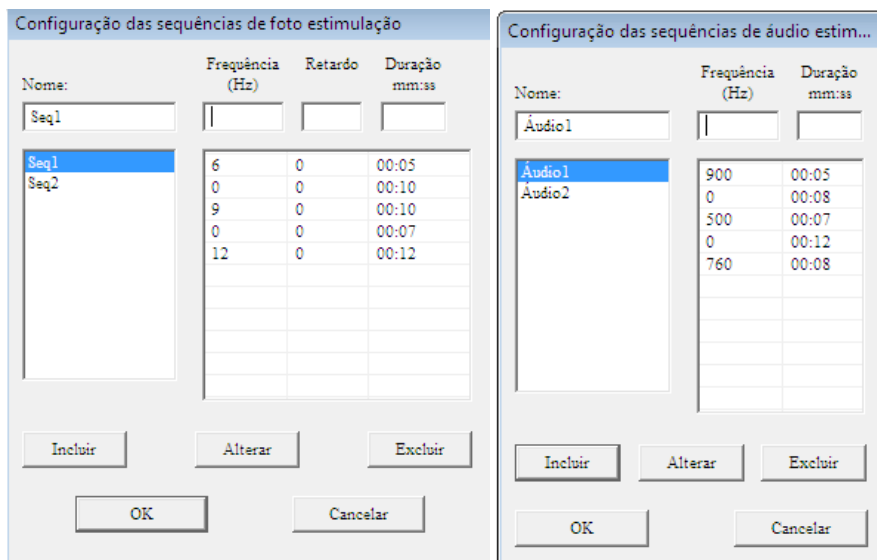 Configuração das sequências de foto estimulação
Nome:
Frequência (Hz)
Retardo
Duração mm:ss
Seq1
Seq1
Seq2
6 0 00:05
0 0 00:10
9 0 00:10
0 0 00:07
12 0 00:12
Incluir
Alterar
Excluir
OK
Cancelar
Configuração das sequências de áudio estim...
Nome:
Frequência (Hz)
Duração mm:ss
Áudio1
Áudio1
Áudio2
900 00:05
0 00:08
500 00:07
0 00:12
760 00:08
Incluir
Alterar
Excluir
OK
Cancelar